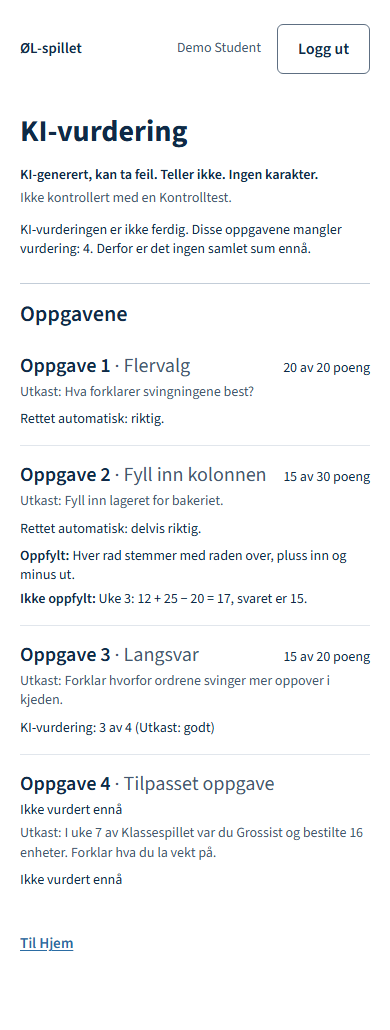 ØL-spillet
Demo Student
Logg ut
KI-vurdering
KI-generert, kan ta feil. Teller ikke. Ingen karakter.
Ikke kontrollert med en Kontrolltest.
KI-vurderingen er ikke ferdig. Disse oppgavene mangler
vurdering: 4. Derfor er det ingen samlet sum ennå.
Oppgavene
Oppgave 1 · Flervalg
20 av 20 poeng
Utkast: Hva forklarer svingningene best?
Rettet automatisk: riktig.
Oppgave 2 · Fyll inn kolonnen
15 av 30 poeng
Utkast: Fyll inn lageret for bakeriet.
Rettet automatisk: delvis riktig.
Oppfylt: Hver rad stemmer med raden over, pluss inn og
minus ut.
Ikke oppfylt: Uke 3: 12 + 25 − 20 = 17, svaret er 15.
Oppgave 3 · Langsvar
15 av 20 poeng
Utkast: Forklar hvorfor ordrene svinger mer oppover i
kjeden.
KI-vurdering: 3 av 4 (Utkast: godt)
Oppgave 4 · Tilpasset oppgave
Ikke vurdert ennå
Utkast: I uke 7 av Klassespillet var du Grossist og bestilte 16
enheter. Forklar hva du la vekt på.
Ikke vurdert ennå
Til Hjem